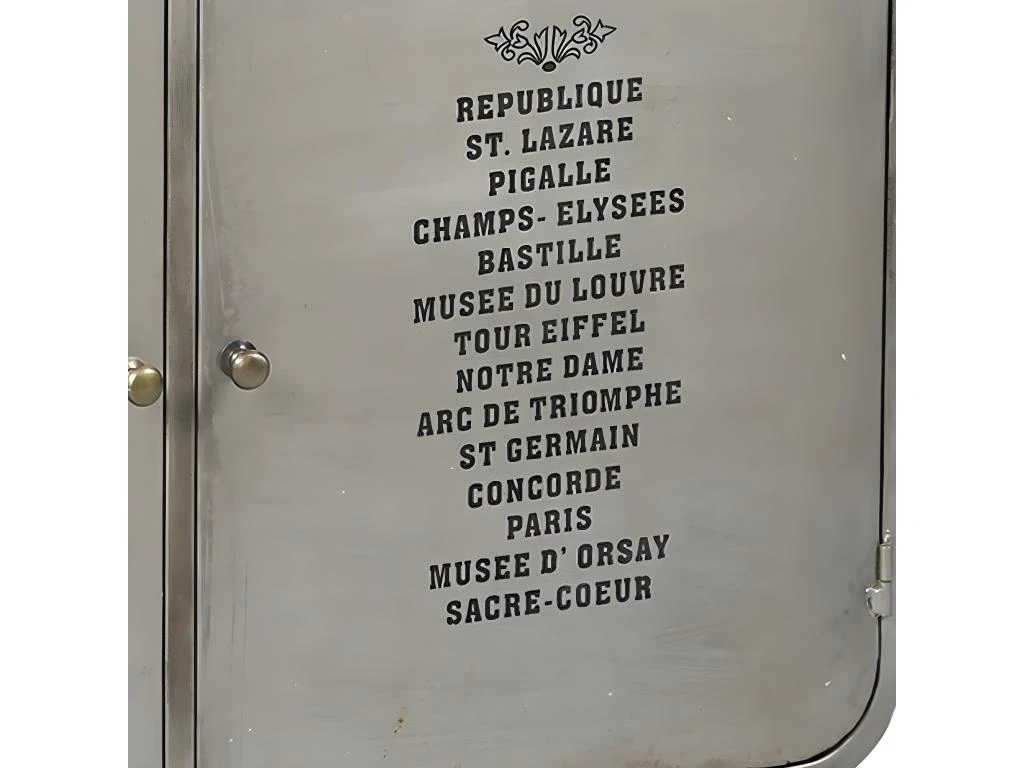 REPUBLIQUE
ST. LAZARE
PIGALLE
CHAMPS- ELYSEES
BASTILLE
MUSEE DU LOUVRE
TOUR EIFFEL
NOTRE DAME
ARC DE TRIOMPHE
ST GERMAIN
CONCORDE
PARIS
MUSEE D' ORSAY
SACRE-COEUR